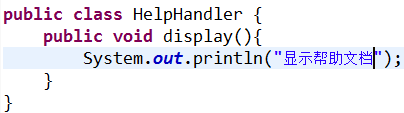 public class HelpHandler {
    public void display(){
        System.out.println("显示帮助文档");
    }
}